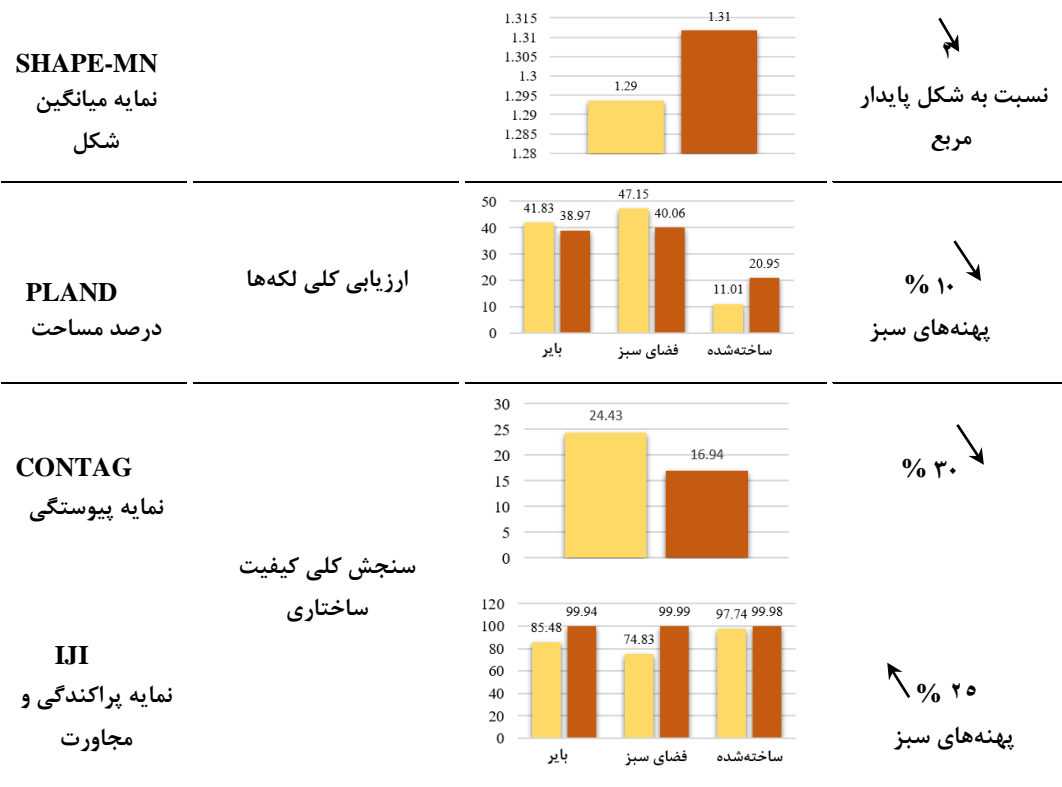 SHAPE-MN
نمایه میانگین
شکل
1.315
1.31
1.305
1.3
1.295
1.29
1.285
1.28
1.29
1.31
نسبت به شکل پایدار
مربع
PLAND
درصد مساحت
ارزیابی کلی لکه‌ها
50
40
30
20
10
0
41.83 38.97
47.15 40.06
11.01 20.95
بایر
فضای سبز
ساخته‌شده
% ۱۰
پهنه‌های سبز
CONTAG
نمایه پیوستگی
30
25
20
15
10
5
0
24.43
16.94
% ۳۰
سنجش کلی کیفیت
ساختاری
IJI
نمایه پراکندگی و
مجاورت
120
100
80
60
40
20
0
85.48 99.94
74.83 99.99
97.74 99.98
بایر
فضای سبز
ساخته‌شده
% ۲۵
پهنه‌های سبز